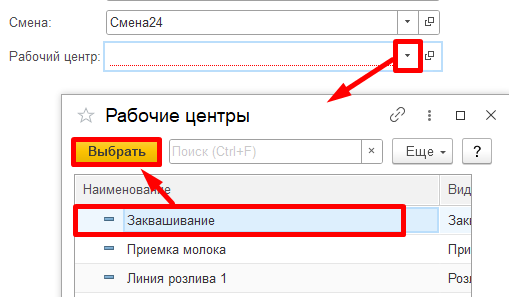 Смена: Смена24
Рабочий центр:
Рабочие центры
Выбрать Поиск (Ctrl+F) × Еще ?
Наименование Вид
Заквашивание Заки
Приемка молока При
Линия розлива 1 Розл